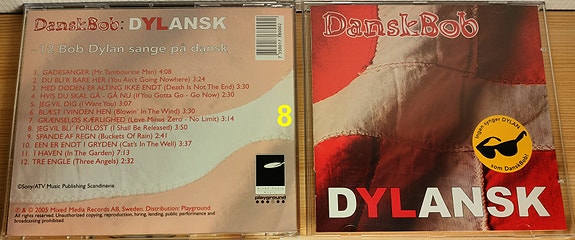 DanskBob: DYLANSK
-12 Bob Dylan sange på dansk
1. GADESANGER (Mr. Tambourine Man) 4:08
2. DU BLI'R BARE HER (You Ain't Going Nowhere) 3:24
3. MED DØDEN ER ALTING IKKE ENDT (Death Is Not The End) 3:30
4. HVIS DU SKAL GÅ - GÅ NU (If You Gotta Go - Go Now) 2:30
5. JEG VIL DIG (I Want You) 3:07
6. BLÆST I VINDEN HEN (Blowin' In The Wind) 3:30
7. GRÆNSELØS KÆRLIGHED (Love Minus Zero - No Limit) 3:14
8. JEG VIL BLI' FORLØST (I Shall Be Released) 3:50
9. SPANDE AF REGN (Buckets Of Rain) 2:41
10. EEN ER ENDT I GRYDEN (Cat's In The Well) 3:37
11. I HAVEN (In The Garden) 7:13
12. TRE ENGLE (Three Angels) 2:32
8
©Sony/ATV Music Publishing Scandinavia
playground
℗ & © 2005 Mixed Media Records AB, Sweden. Distribution: Playground.
All rights reserved. Unauthorized copying, reproduction, hiring, lending, public performance and
broadcasting prohibited.
DanskBob
synger DYLAN
som DanskBob!
DYLANSK